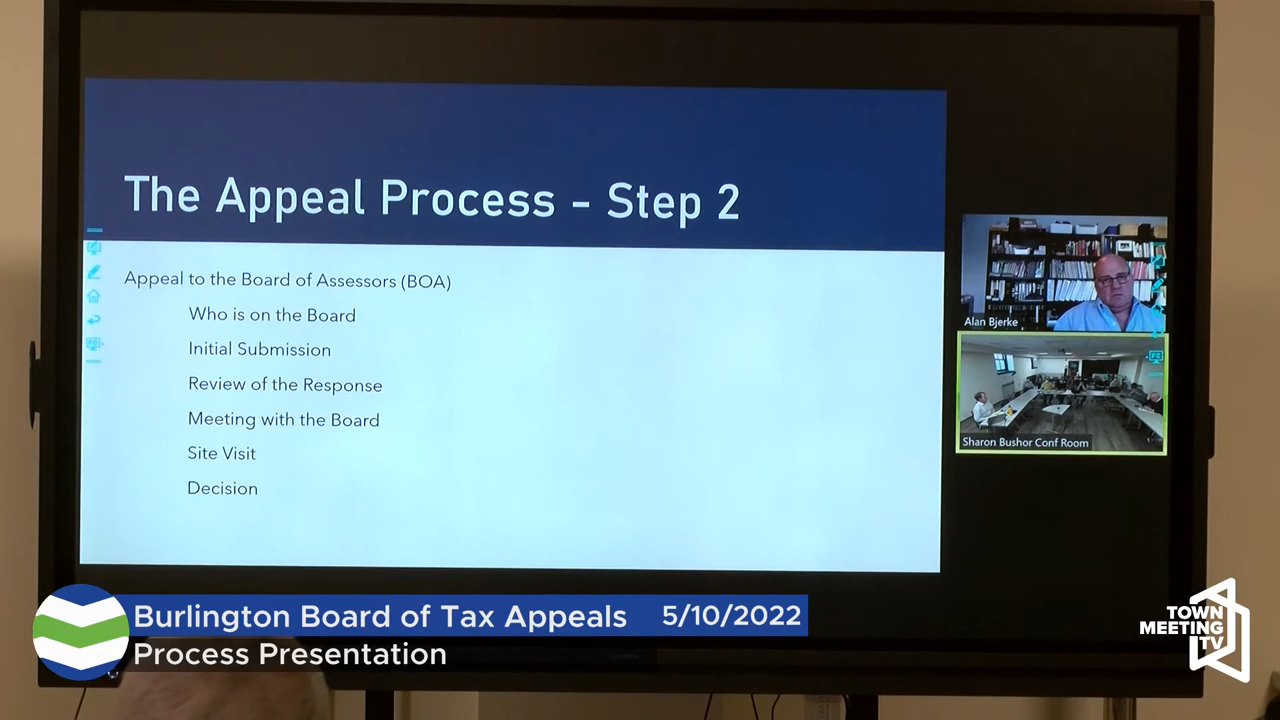 The Appeal Process - Step 2
Appeal to the Board of Assessors (BOA)
Who is on the Board
Initial Submission
Review of the Response
Meeting with the Board
Site Visit
Decision
Alan Bjerke
PC
Sharon Bushor Conf Room
Burlington Board of Tax Appeals 5/10/2022
Process Presentation
TOWN
MEETING
TV